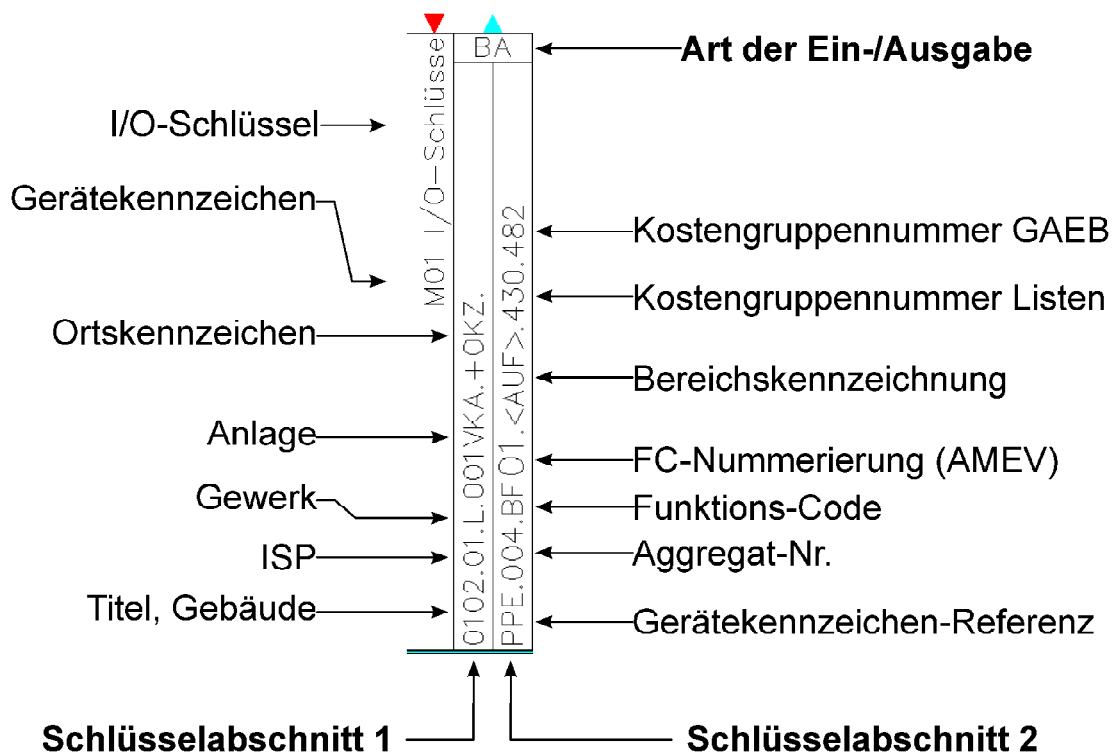 BA
Art der Ein-/Ausgabe
I/O-Schlüssel
Gerätekennzeichen
Ortskennzeichen
Anlage
Gewerk
ISP
Titel, Gebäude
M01 I/O-Schlüsse
0102.01.L.001VKA.+OKZ.
PPE.004.BF01.<AUF>.430.482
Kostengruppennummer GAEB
Kostengruppennummer Listen
Bereichskennzeichnung
FC-Nummerierung (AMEV)
Funktions-Code
Aggregat-Nr.
Gerätekennzeichen-Referenz
Schlüsselabschnitt 1
Schlüsselabschnitt 2